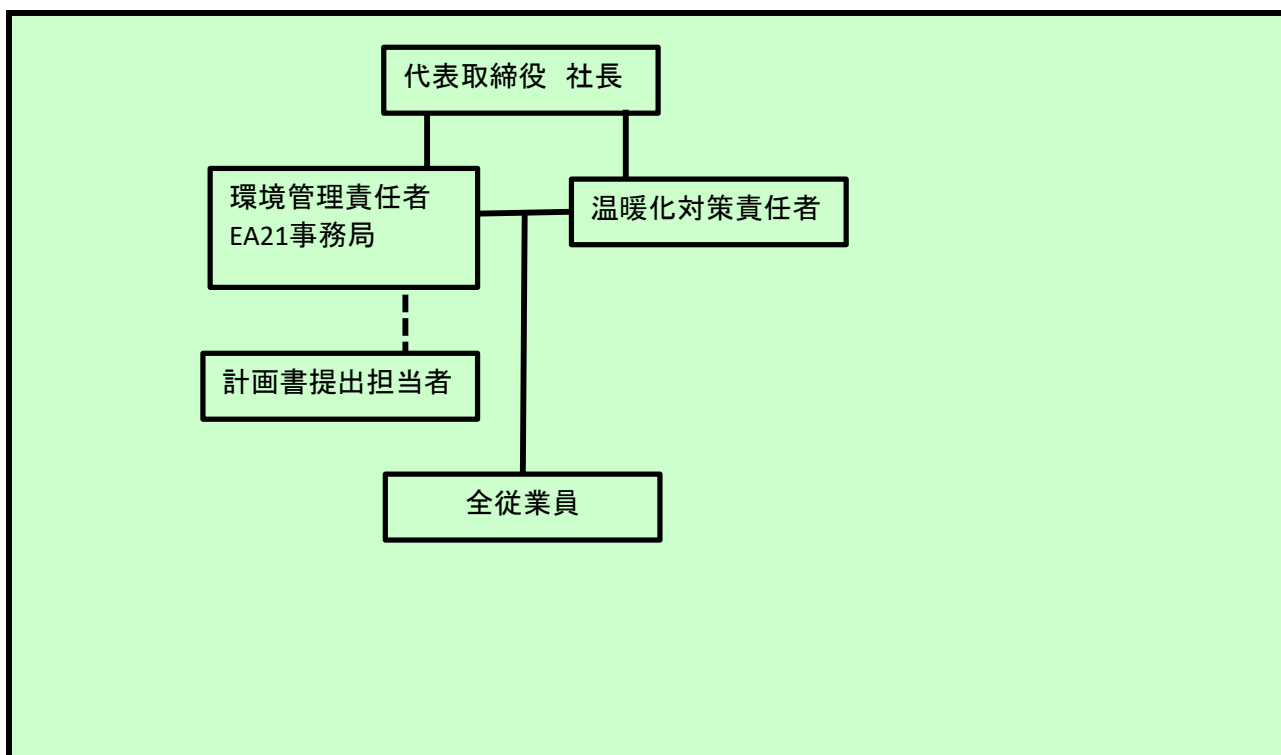 代表取締役　社長
環境管理責任者
EA21事務局
温暖化対策責任者
計画書提出担当者
全従業員